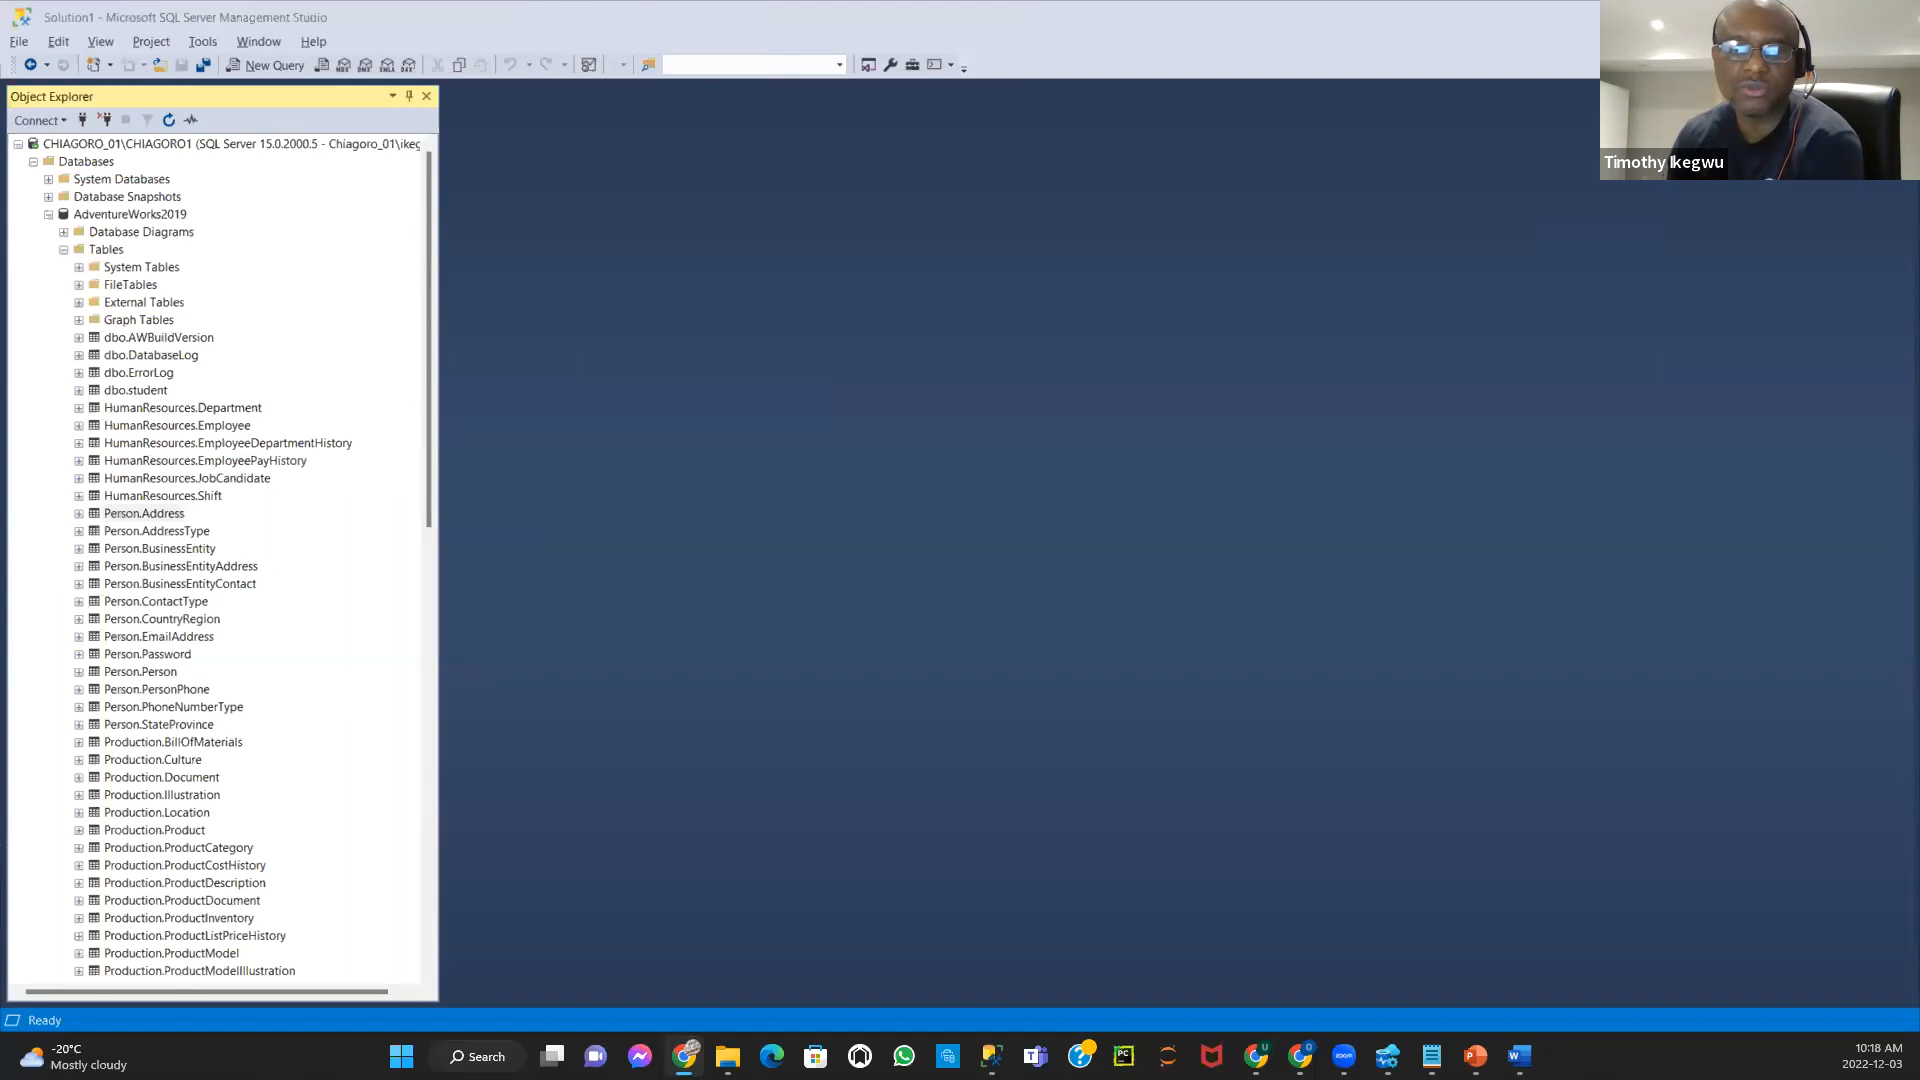 Solution1 - Microsoft SQL Server Management Studio
File Edit View Project Tools Window Help
New Query
Object Explorer
Connect
CHIAGORO_01\CHIAGORO1 (SQL Server 15.0.2000.5 - Chiagoro_01\ikeg
Databases
System Databases
Database Snapshots
AdventureWorks2019
Database Diagrams
Tables
System Tables
FileTables
External Tables
Graph Tables
dbo.AWBuildVersion
dbo.DatabaseLog
dbo.ErrorLog
dbo.student
HumanResources.Department
HumanResources.Employee
HumanResources.EmployeeDepartmentHistory
HumanResources.EmployeePayHistory
HumanResources.JobCandidate
HumanResources.Shift
Person.Address
Person.AddressType
Person.BusinessEntity
Person.BusinessEntityAddress
Person.BusinessEntityContact
Person.ContactType
Person.CountryRegion
Person.EmailAddress
Person.Password
Person.Person
Person.PersonPhone
Person.PhoneNumberType
Person.StateProvince
Production.BillOfMaterials
Production.Culture
Production.Document
Production.Illustration
Production.Location
Production.Product
Production.ProductCategory
Production.ProductCostHistory
Production.ProductDescription
Production.ProductDocument
Production.ProductInventory
Production.ProductListPriceHistory
Production.ProductModel
Production.ProductModelIllustration
Timothy Ikegwu
Ready
-20°C
Mostly cloudy
Search
10:18 AM
2022-12-03